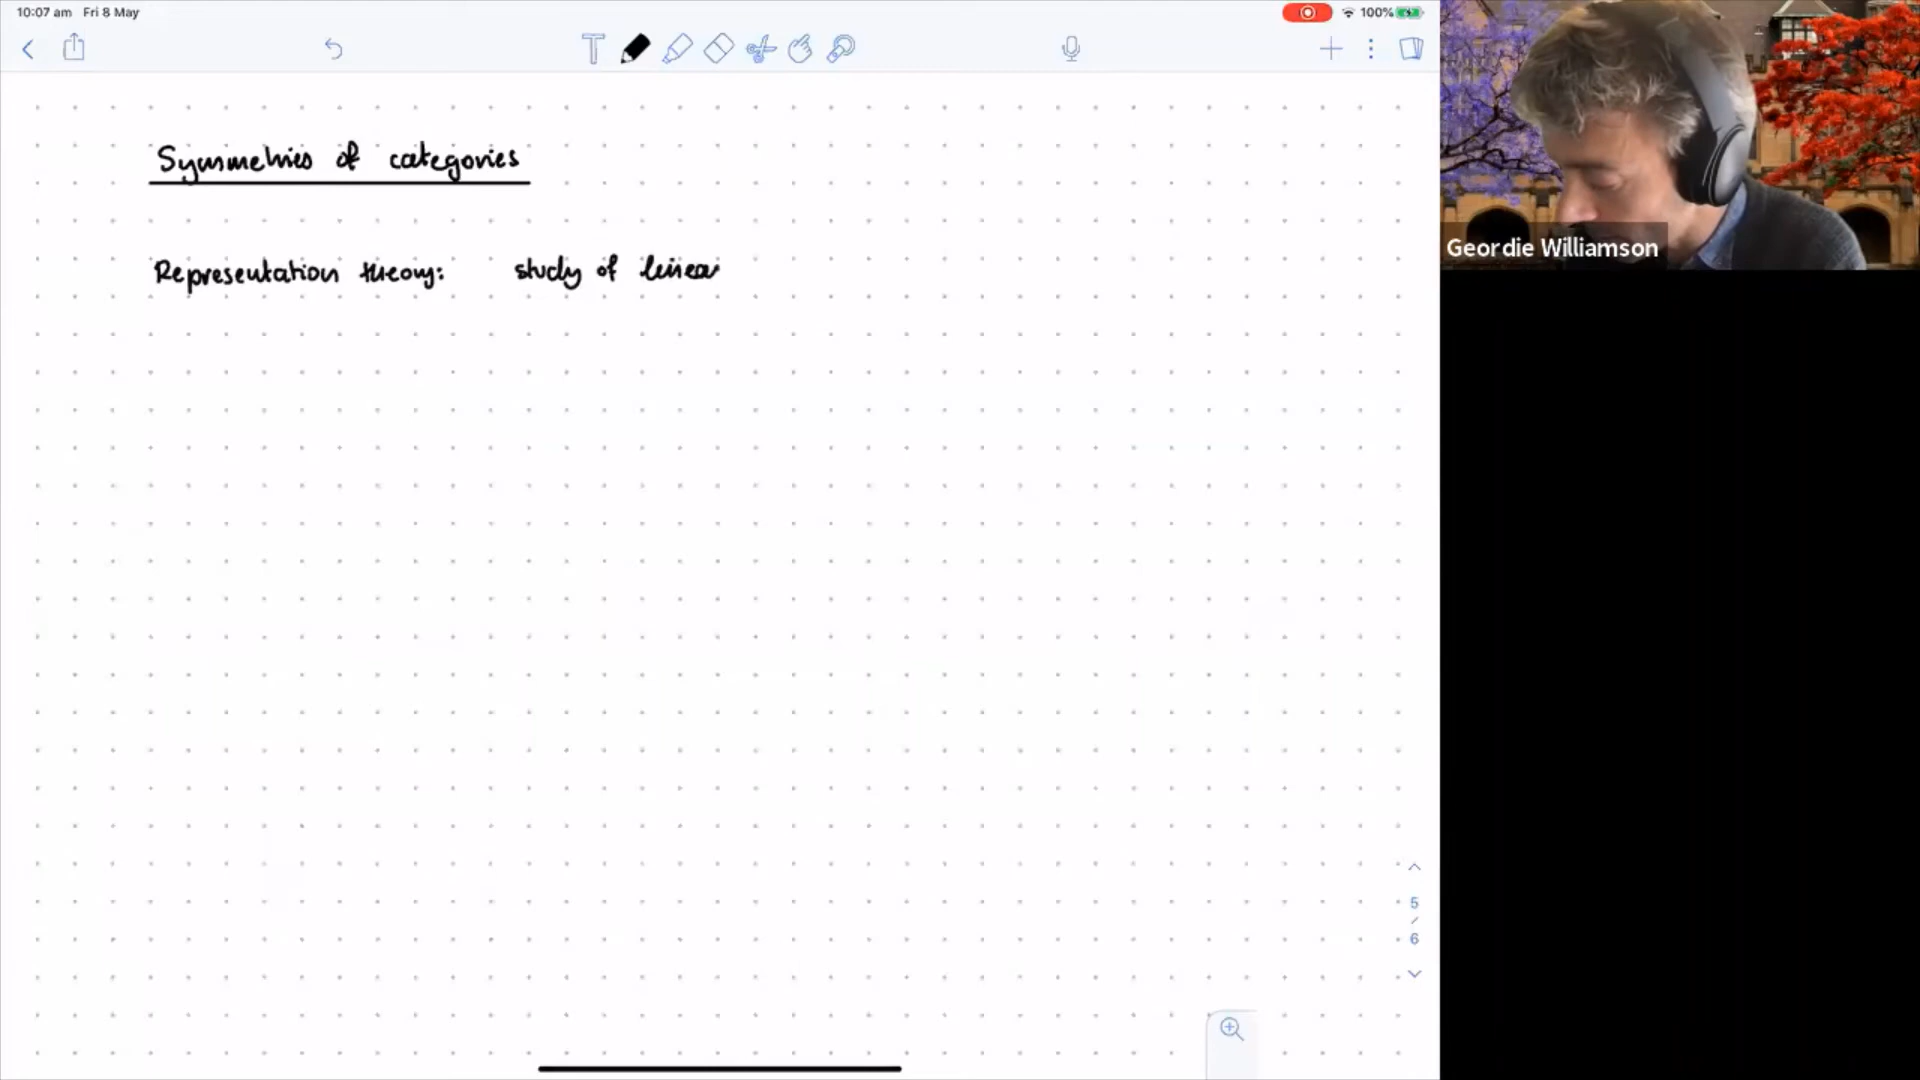 10:07 am Fri 8 May
100%
Symmetries of categories
Representation theory: study of linear
Geordie Williamson
5
/
6